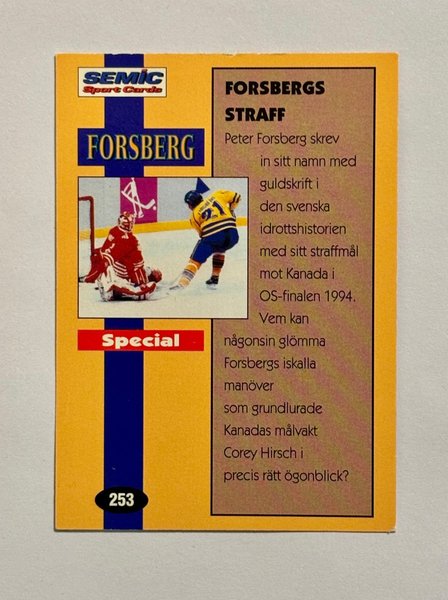 SEMIC
Sport Cards
FORSBERG
21
Special
253
FORSBERGS
STRAFF
Peter Forsberg skrev
in sitt namn med
guldskrift i
den svenska
idrottshistorien
med sitt straffmål
mot Kanada i
OS-finalen 1994.
Vem kan
någonsin glömma
Forsbergs iskalla
manöver
som grundlurade
Kanadas målvakt
Corey Hirsch i
precis rätt ögonblick?